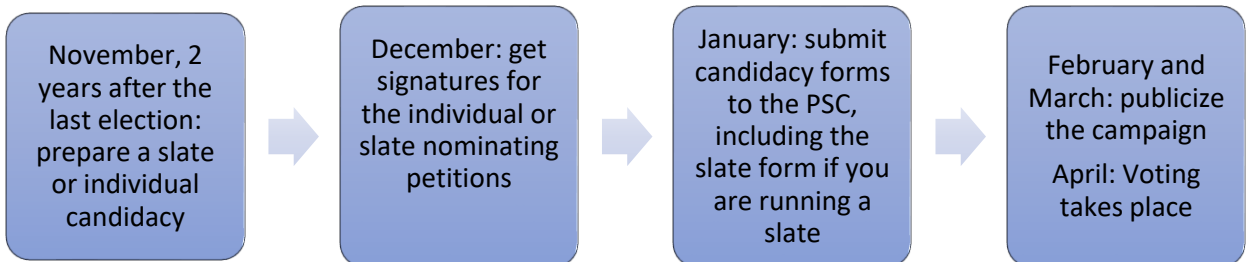 November, 2
years after the
last election:
prepare a slate
or individual
candidacy
December: get
signatures for
the individual or
slate nominating
petitions
January: submit
candidacy forms
to the PSC,
including the
slate form if you
are running a
slate
February and
March: publicize
the campaign
April: Voting
takes place